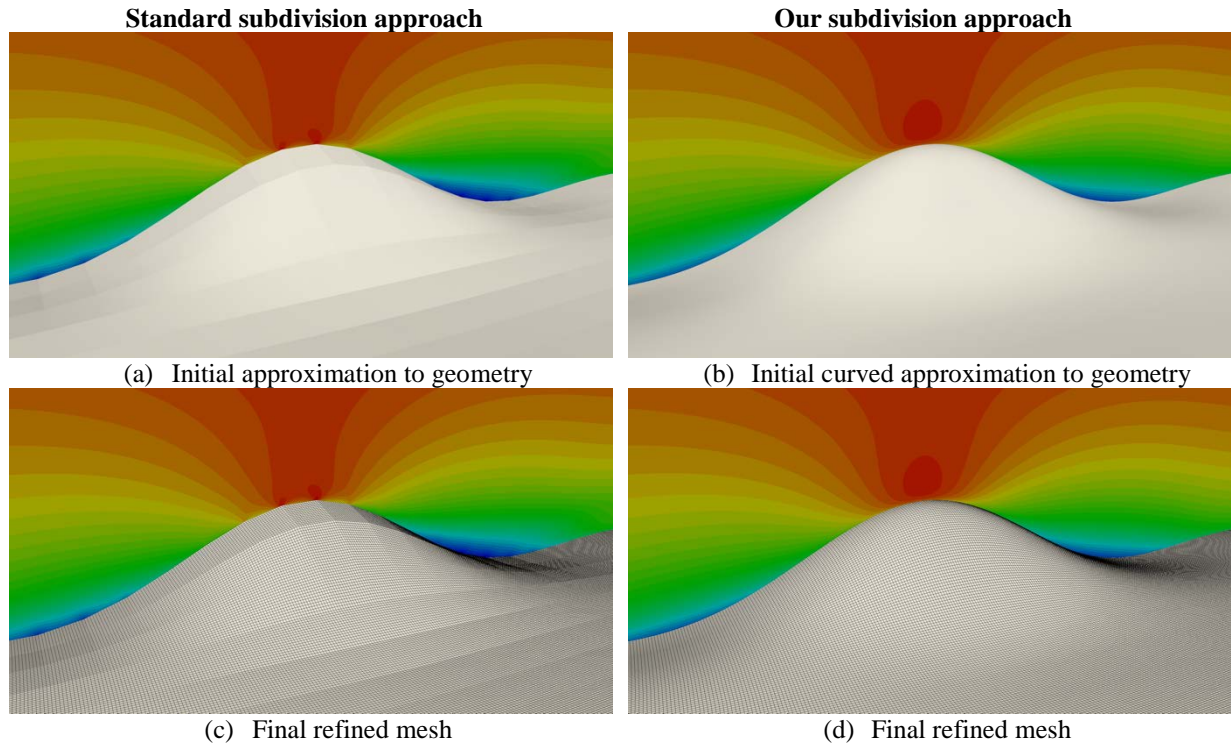 Standard subdivision approach
Our subdivision approach
(a) Initial approximation to geometry
(b) Initial curved approximation to geometry
(c) Final refined mesh
(d) Final refined mesh